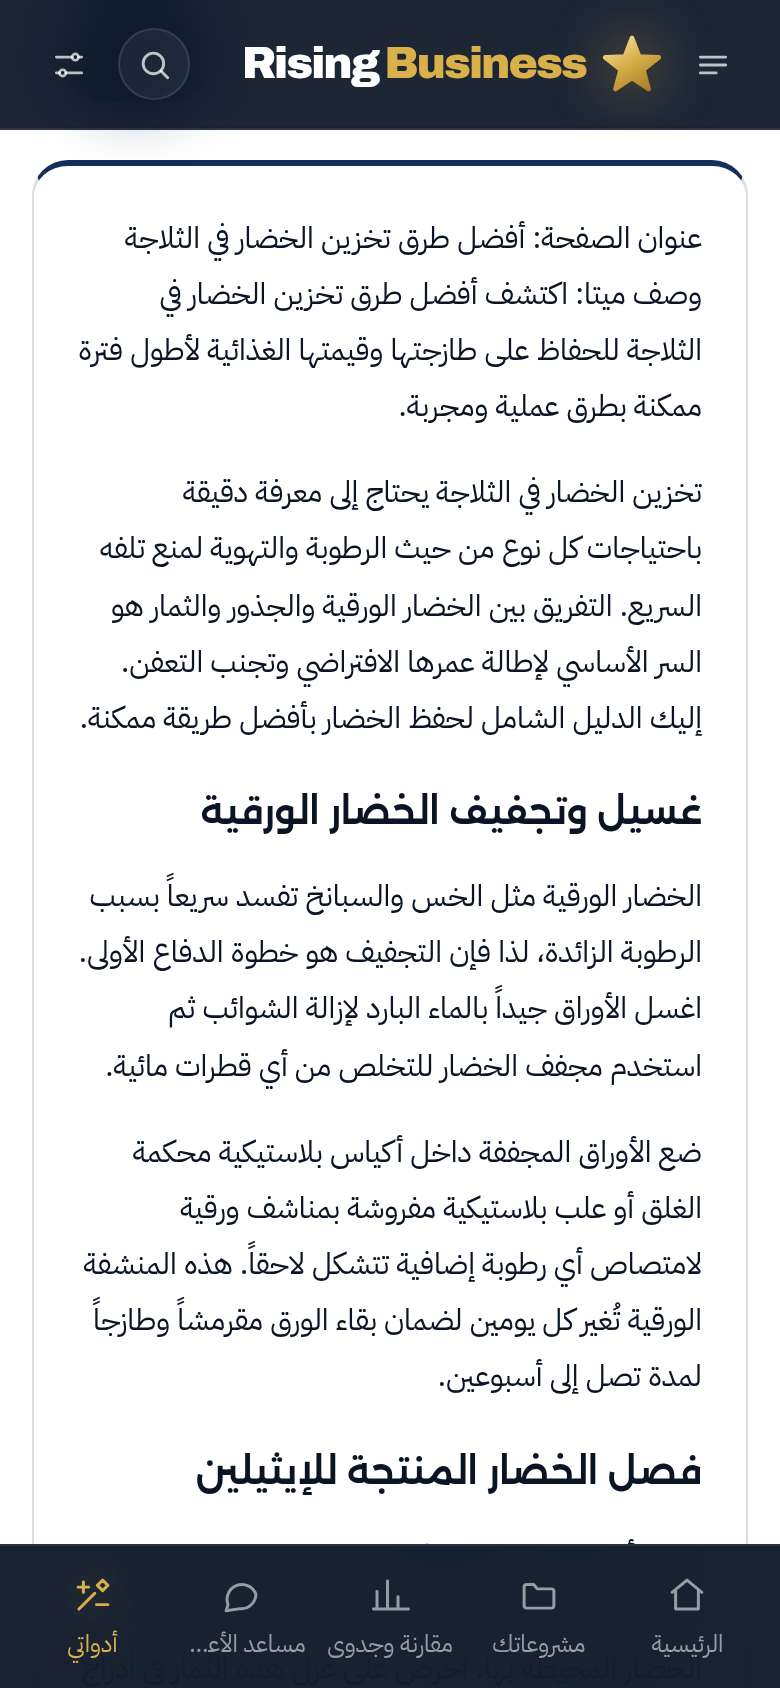 Rising Business
عنوان الصفحة: أفضل طرق تخزين الخضار في الثلاجة
وصف ميتا: اكتشف أفضل طرق تخزين الخضار في
الثلاجة للحفاظ على طازجتها وقيمتها الغذائية لأطول فترة
ممكنة بطرق عملية ومجربة.
تخزين الخضار في الثلاجة يحتاج إلى معرفة دقيقة
باحتياجات كل نوع من حيث الرطوبة والتهوية لمنع تلفه
السريع. التفريق بين الخضار الورقية والجذور والثمار هو
السر الأساسي لإطالة عمرها الافتراضي وتجنب التعفن.
إليك الدليل الشامل لحفظ الخضار بأفضل طريقة ممكنة.
غسيل وتجفيف الخضار الورقية
الخضار الورقية مثل الخس والسبانخ تفسد سريعاً بسبب
الرطوبة الزائدة، لذا فإن التجفيف هو خطوة الدفاع الأولى.
اغسل الأوراق جيداً بالماء البارد لإزالة الشوائب ثم
استخدم مجفف الخضار للتخلص من أي قطرات مائية.
ضع الأوراق المجففة داخل أكياس بلاستيكية محكمة
الغلق أو علب بلاستيكية مفروشة بمناشف ورقية
لامتصاص أي رطوبة إضافية تتشكل لاحقاً. هذه المنشفة
الورقية تُغير كل يومين لضمان بقاء الورق مقرمشاً وطازجاً
لمدة تصل إلى أسبوعين.
فصل الخضار المنتجة للإيثيلين
الرئيسية
مشروعاتك
مقارنة وجدوى
مساعد الأعـ...
أدواتي